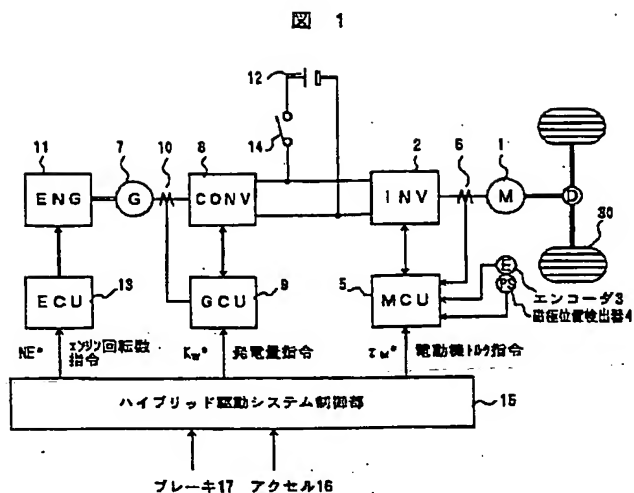 図 1
12
14
11
7
10
8
2
6
1
ENG
G
CONV
INV
M
D
30
ECU
13
GCU
9
5
MCU
E
PS
エンコーダ3
磁極位置検出器4
NE* エンジン回転数指令
Kw* 発電量指令
τM* 電動機トルク指令
ハイブリッド駆動システム制御部
15
ブレーキ17 アクセル16